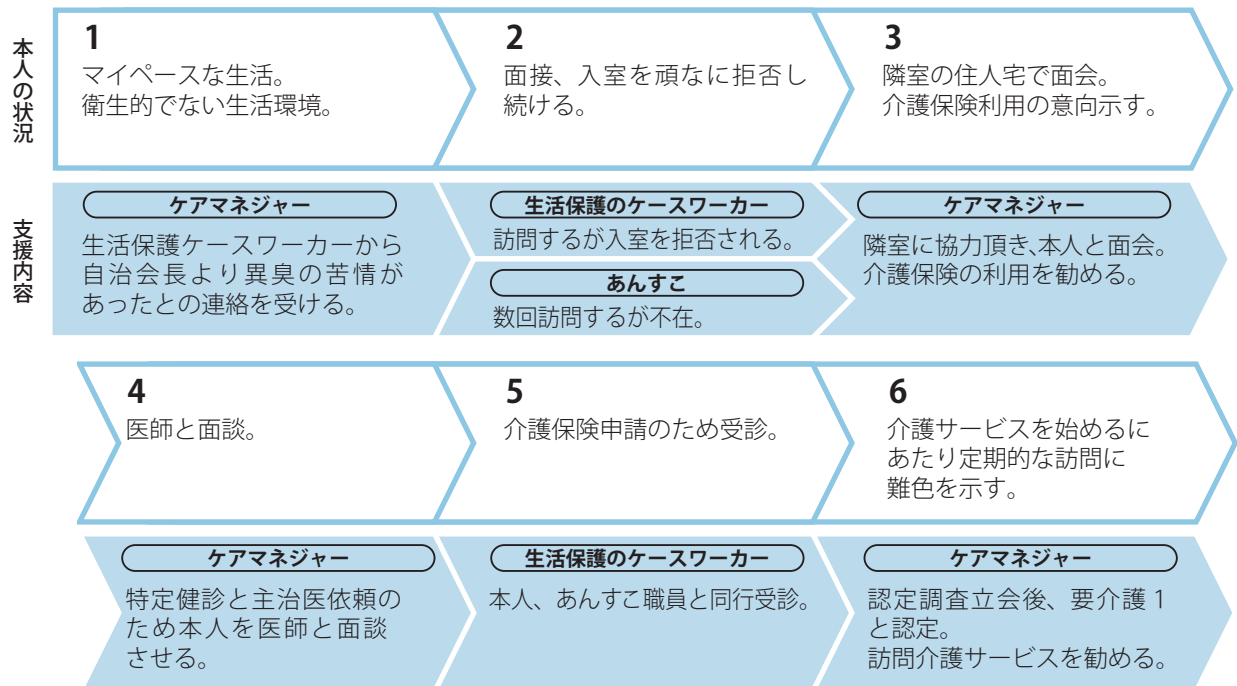 本人の状況
1
マイペースな生活。
衛生的でない生活環境。
2
面接、入室を頑なに拒否し
続ける。
3
隣室の住人宅で面会。
介護保険利用の意向示す。
支援内容
ケアマネジャー
生活保護ケースワーカーから
自治会長より異臭の苦情が
あったとの連絡を受ける。
生活保護のケースワーカー
訪問するが入室を拒否される。
あんすこ
数回訪問するが不在。
ケアマネジャー
隣室に協力頂き、本人と面会。
介護保険の利用を勧める。
4
医師と面談。
5
介護保険申請のため受診。
6
介護サービスを始めるに
あたり定期的な訪問に
難色を示す。
ケアマネジャー
特定健診と主治医依頼の
ため本人を医師と面談
させる。
生活保護のケースワーカー
本人、あんすこ職員と同行受診。
ケアマネジャー
認定調査立会後、要介護1
と認定。
訪問介護サービスを勧める。